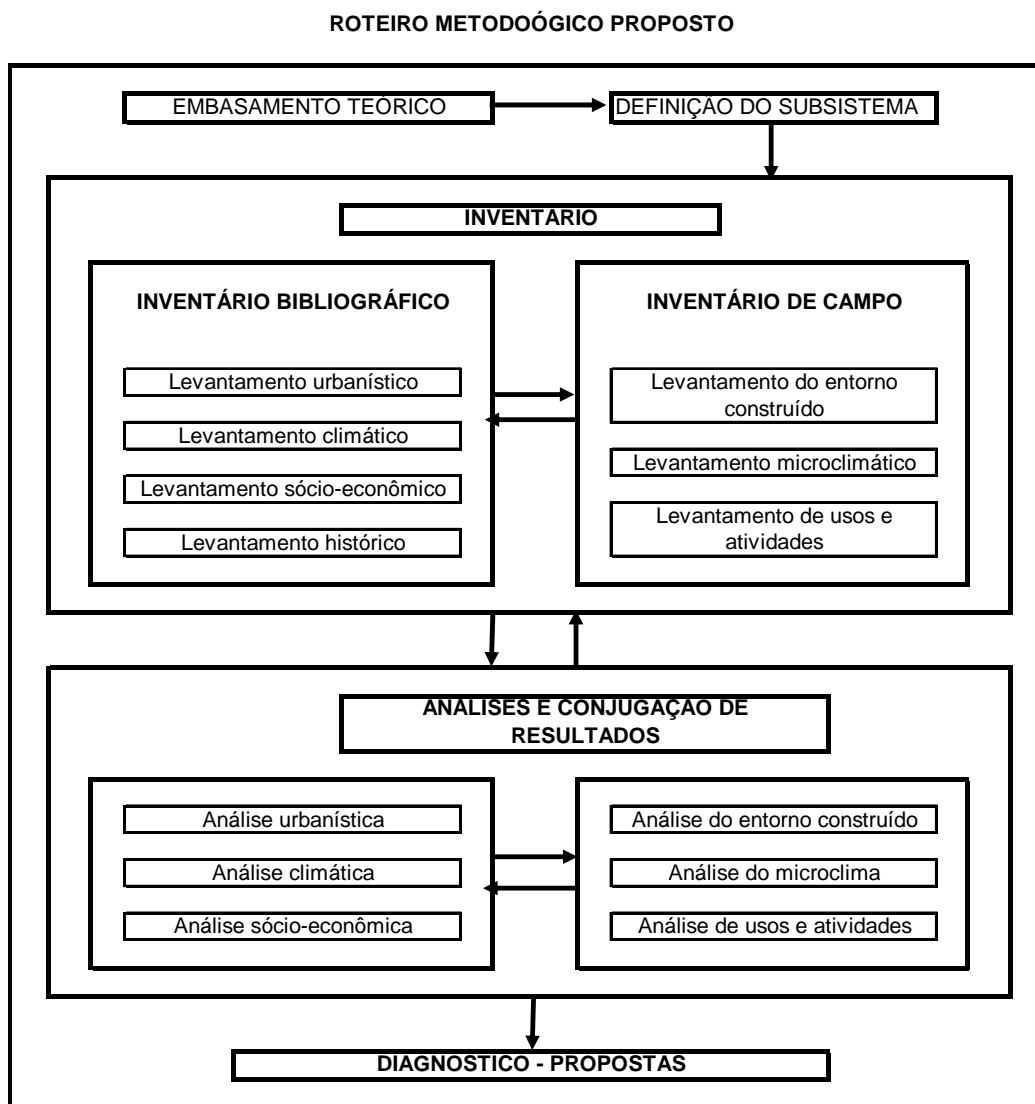 ROTEIRO METODOÓGICO PROPOSTO
EMBASAMENTO TEÓRICO
DEFINIÇÃO DO SUBSISTEMA
INVENTARIO
INVENTÁRIO BIBLIOGRÁFICO
Levantamento urbanístico
Levantamento climático
Levantamento sócio-econômico
Levantamento histórico
INVENTÁRIO DE CAMPO
Levantamento do entorno
construído
Levantamento microclimático
Levantamento de usos e
atividades
ANALISES E CONJUGAÇAO DE
RESULTADOS
Análise urbanística
Análise climática
Análise sócio-econômica
Análise do entorno construído
Análise do microclima
Análise de usos e atividades
DIAGNOSTICO - PROPOSTAS